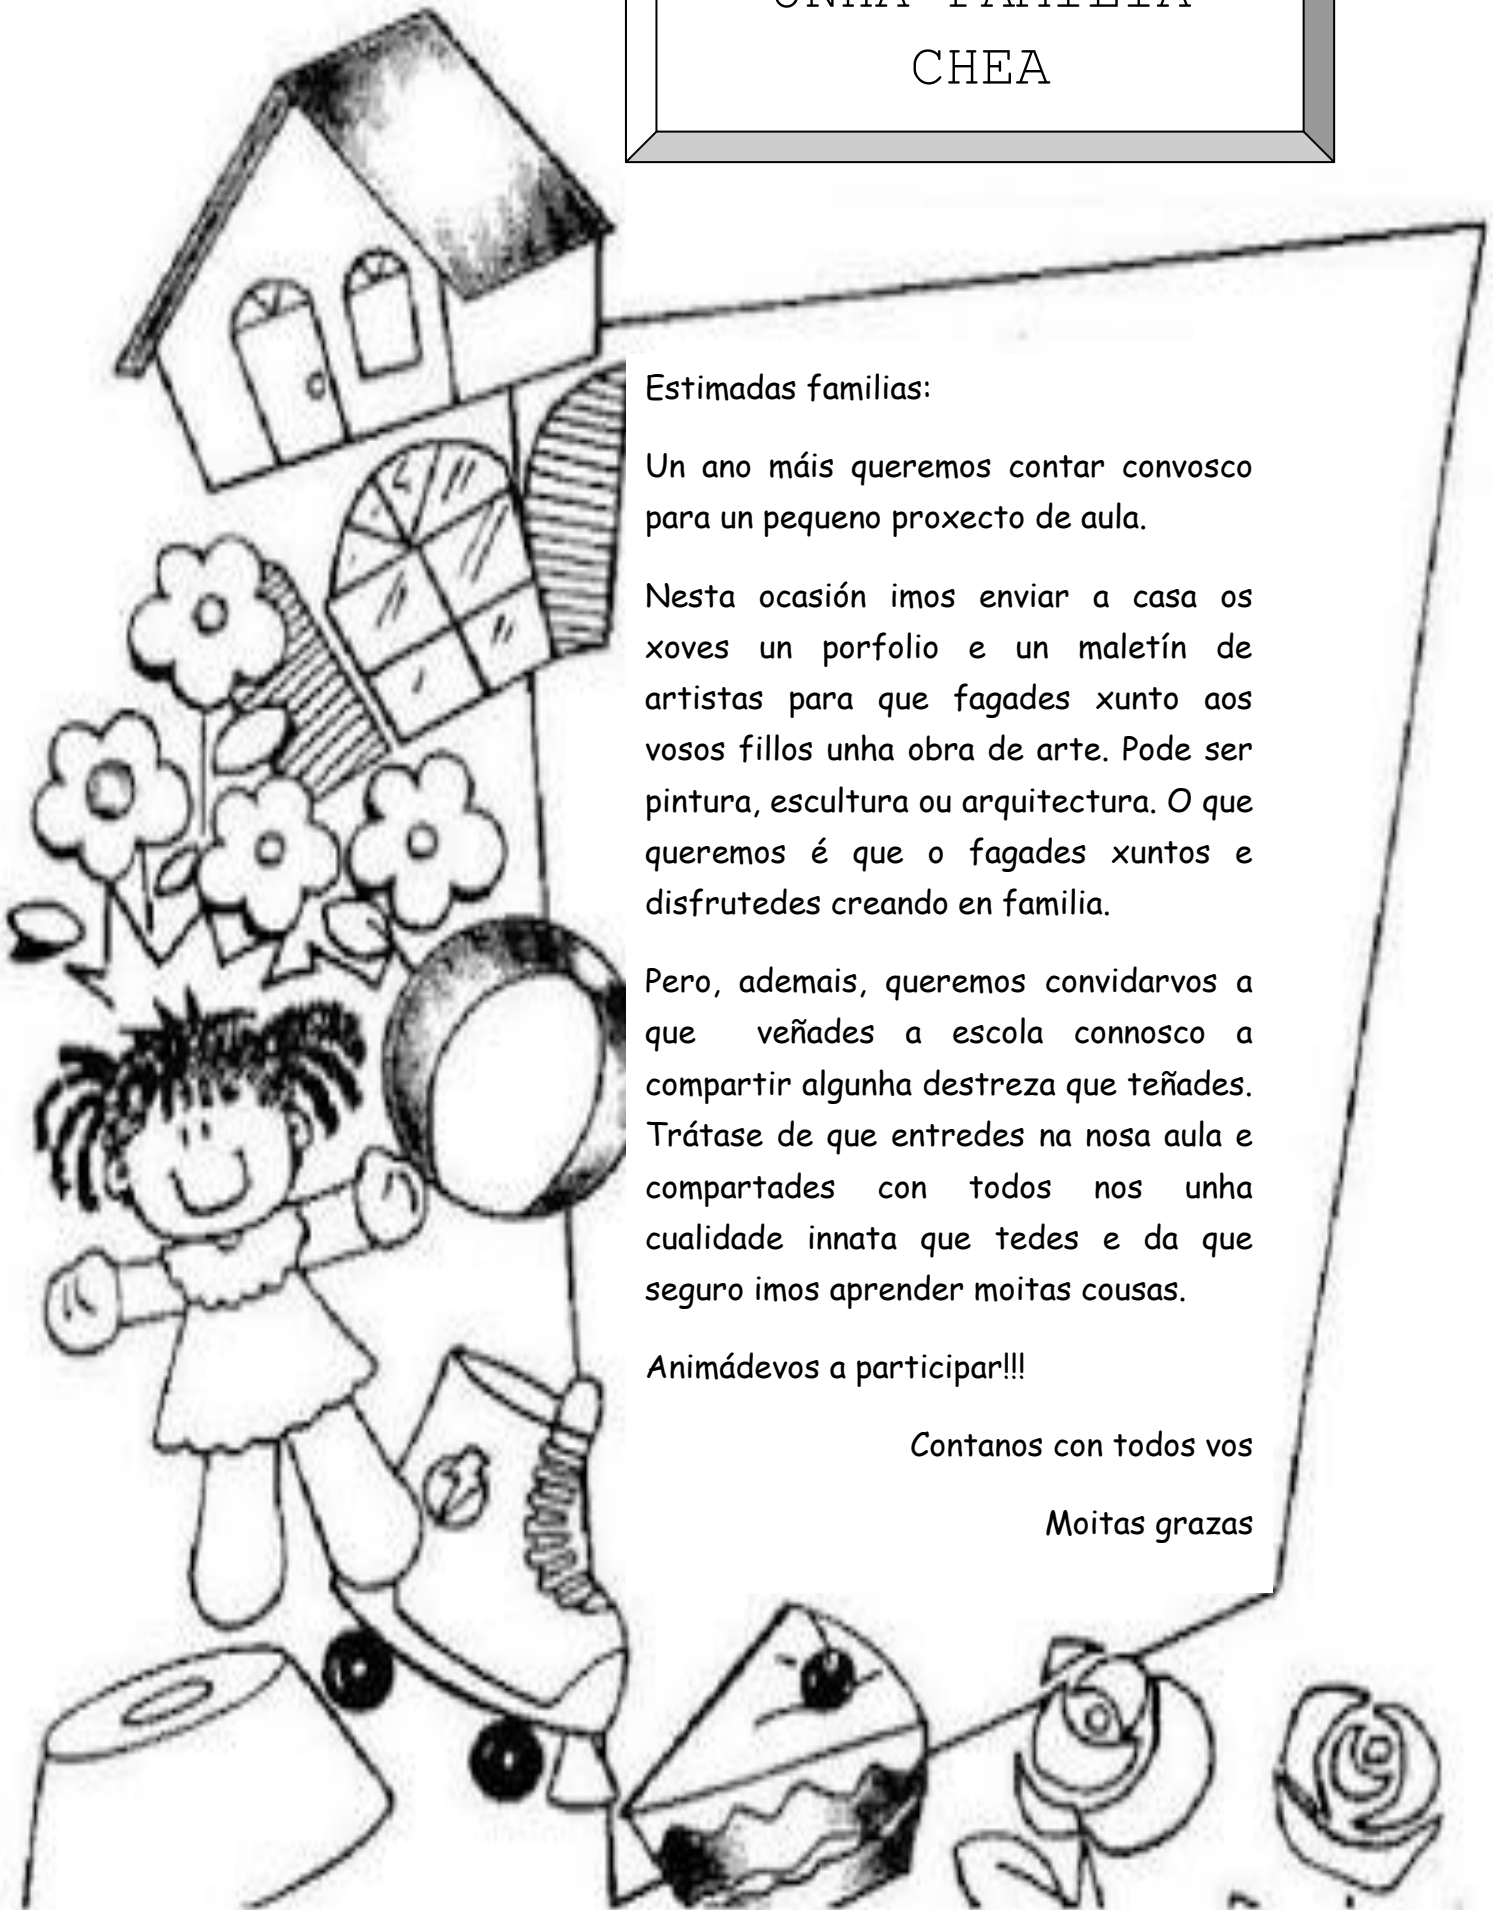 UNHA FAMILIA
CHEA
Estimadas familias:
Un ano máis queremos contar convosco
para un pequeno proxecto de aula.
Nesta ocasión imos enviar a casa os
xoves un porfolio e un maletín de
artistas para que fagades xunto aos
vosos fillos unha obra de arte. Pode ser
pintura, escultura ou arquitectura. O que
queremos é que o fagades xuntos e
disfrutedes creando en familia.
Pero, ademais, queremos convidarvos a
que veñades a escola connosco a
compartir algunha destreza que teñades.
Trátase de que entredes na nosa aula e
compartades con todos nos unha
cualidade innata que tedes e da que
seguro imos aprender moitas cousas.
Animádevos a participar!!!
Contanos con todos vos
Moitas grazas